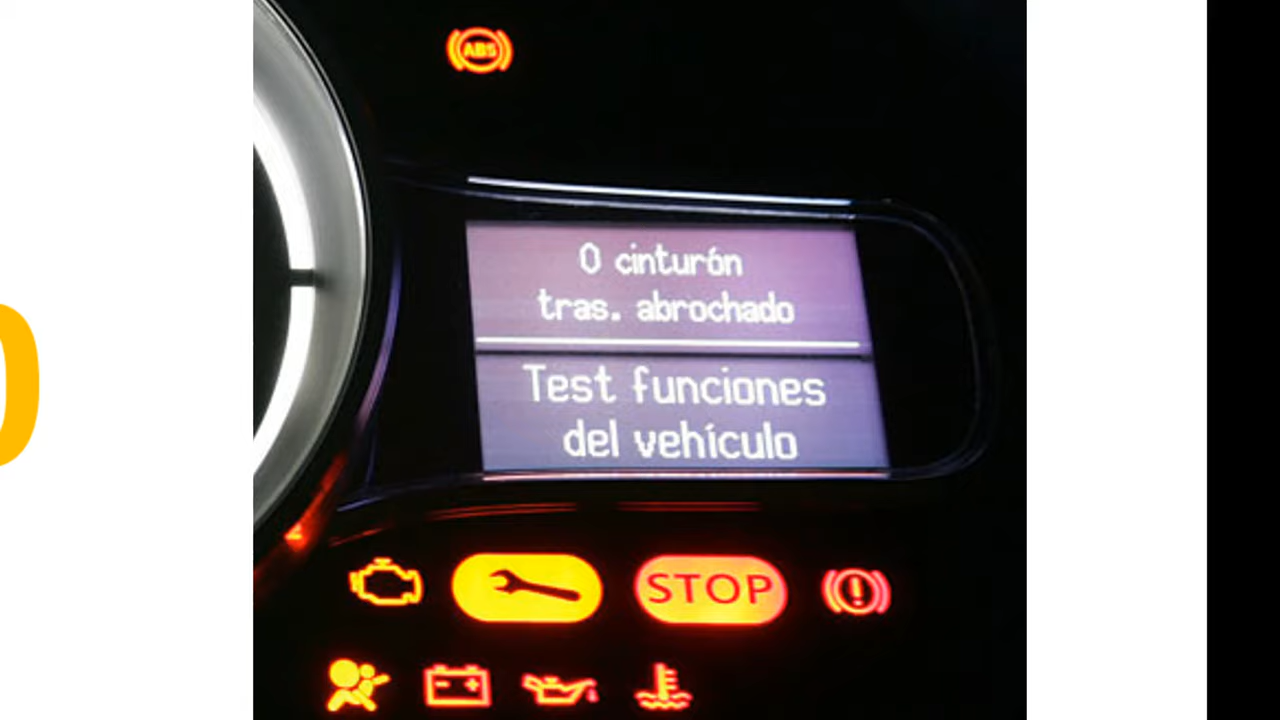 ABS
0 cinturón
tras. abrochado
Test funciones
del vehículo
STOP